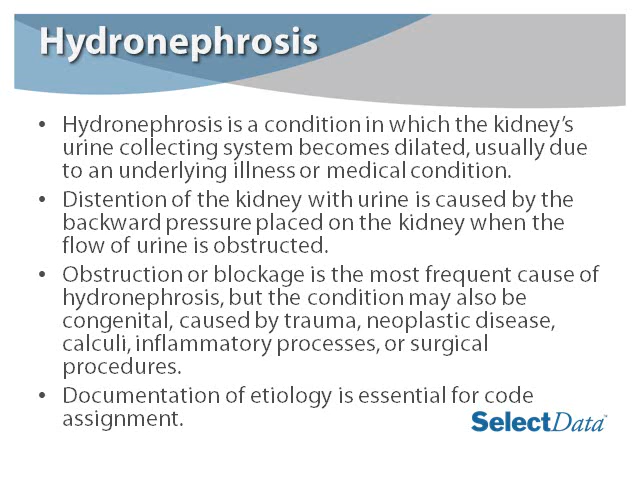 Hydronephrosis
• Hydronephrosis is a condition in which the kidney’s
urine collecting system becomes dilated, usually due
to an underlying illness or medical condition.
• Distention of the kidney with urine is caused by the
backward pressure placed on the kidney when the
flow of urine is obstructed.
• Obstruction or blockage is the most frequent cause of
hydronephrosis, but the condition may also be
congenital, caused by trauma, neoplastic disease,
calculi, inflammatory processes, or surgical
procedures.
• Documentation of etiology is essential for code
assignment.
SelectData™